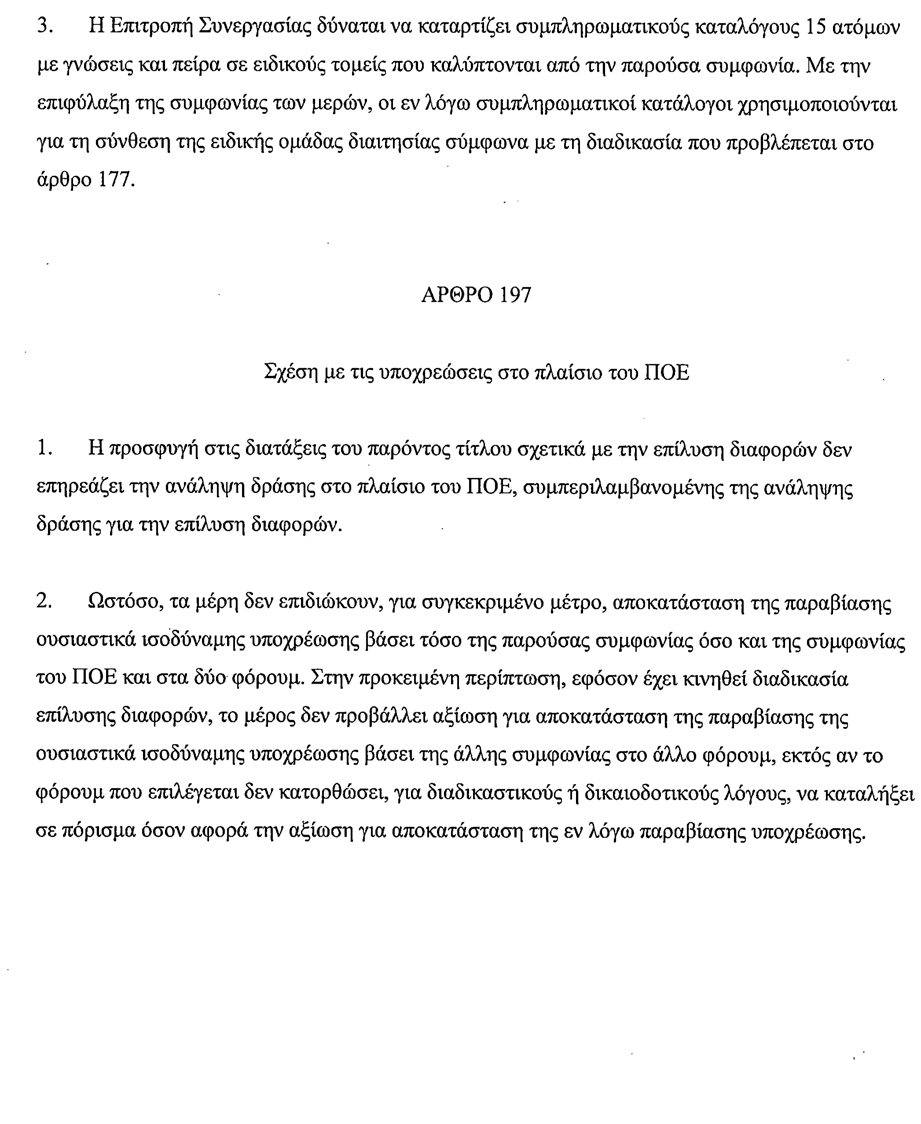 3. Η Επιτροπή Συνεργασίας δύναται να καταρτίζει συμπληρωματικούς καταλόγους 15 ατόμων
με γνώσεις και πείρα σε ειδικούς τομείς που καλύπτονται από την παρούσα συμφωνία. Με την
επιφύλαξη της συμφωνίας των μερών, οι εν λόγω συμπληρωματικοί κατάλογοι χρησιμοποιούνται
για τη σύνθεση της ειδικής ομάδας διαιτησίας σύμφωνα με τη διαδικασία που προβλέπεται στο
άρθρο 177.
ΑΡΘΡΟ 197
Σχέση με τις υποχρεώσεις στο πλαίσιο του ΠΟΕ
1. Η προσφυγή στις διατάξεις του παρόντος τίτλου σχετικά με την επίλυση διαφορών δεν
επηρεάζει την ανάληψη δράσης στο πλαίσιο του ΠΟΕ, συμπεριλαμβανομένης της ανάληψης
δράσης για την επίλυση διαφορών.
2. Ωστόσο, τα μέρη δεν επιδιώκουν, για συγκεκριμένο μέτρο, αποκατάσταση της παραβίασης
ουσιαστικά ισοδύναμης υποχρέωσης βάσει τόσο της παρούσας συμφωνίας όσο και της συμφωνίας
του ΠΟΕ και στα δύο φόρουμ. Στην προκειμένη περίπτωση, εφόσον έχει κινηθεί διαδικασία
επίλυσης διαφορών, το μέρος δεν προβάλλει αξίωση για αποκατάσταση της παραβίασης της
ουσιαστικά ισοδύναμης υποχρέωσης βάσει της άλλης συμφωνίας στο άλλο φόρουμ, εκτός αν το
φόρουμ που επιλέγεται δεν κατορθώσει, για διαδικαστικούς ή δικαιοδοτικούς λόγους, να καταλήξει
σε πόρισμα όσον αφορά την αξίωση για αποκατάσταση της εν λόγω παραβίασης υποχρέωσης.